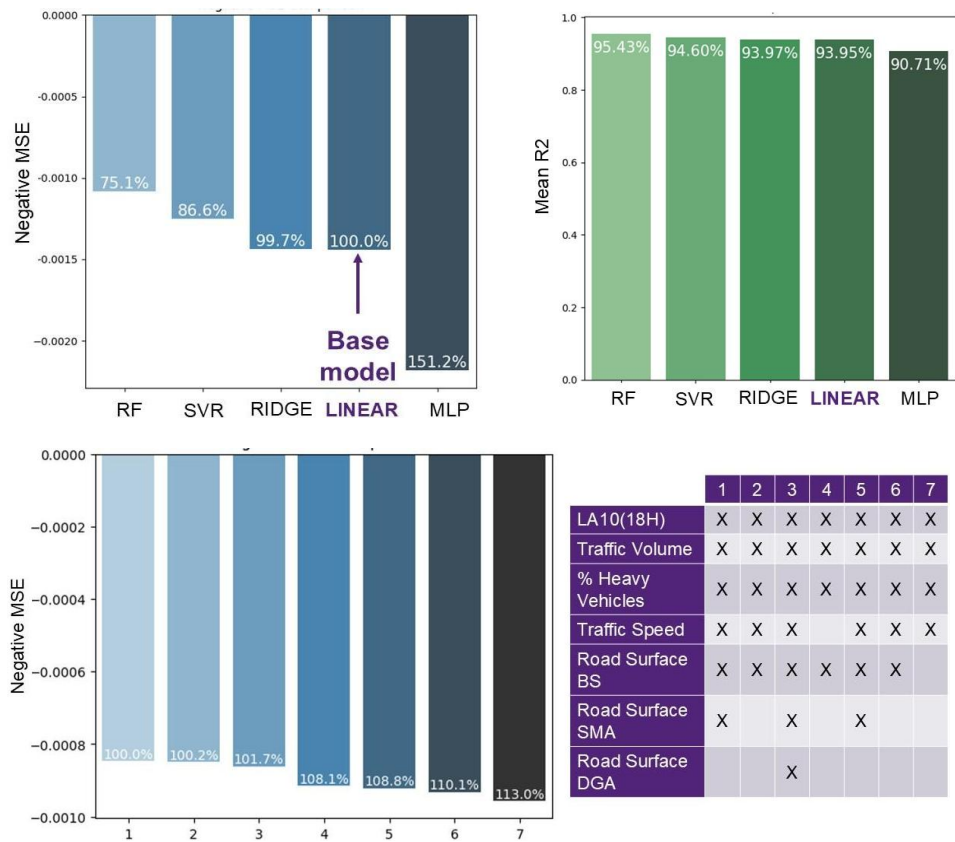 0.0000
-0.0005
-0.0010
-0.0015
-0.0020
Negative MSE
75.1%
86.6%
99.7%
100.0%
151.2%
Base
model
RF SVR RIDGE LINEAR MLP
1.0
0.8
0.6
0.4
0.2
0.0
Mean R2
95.43% 94.60% 93.97% 93.95% 90.71%
RF SVR RIDGE LINEAR MLP
0.0000
-0.0002
-0.0004
-0.0006
-0.0008
-0.0010
Negative MSE
100.0% 100.2% 101.7% 108.1% 108.8% 110.1% 113.0%
1 2 3 4 5 6 7
1 2 3 4 5 6 7
LA10(18H) X X X X X X X
Traffic Volume X X X X X X X
% Heavy
Vehicles X X X X X X X
Traffic Speed X X X X X X
Road Surface
BS X X X X X X
Road Surface
SMA X X X
Road Surface
DGA X